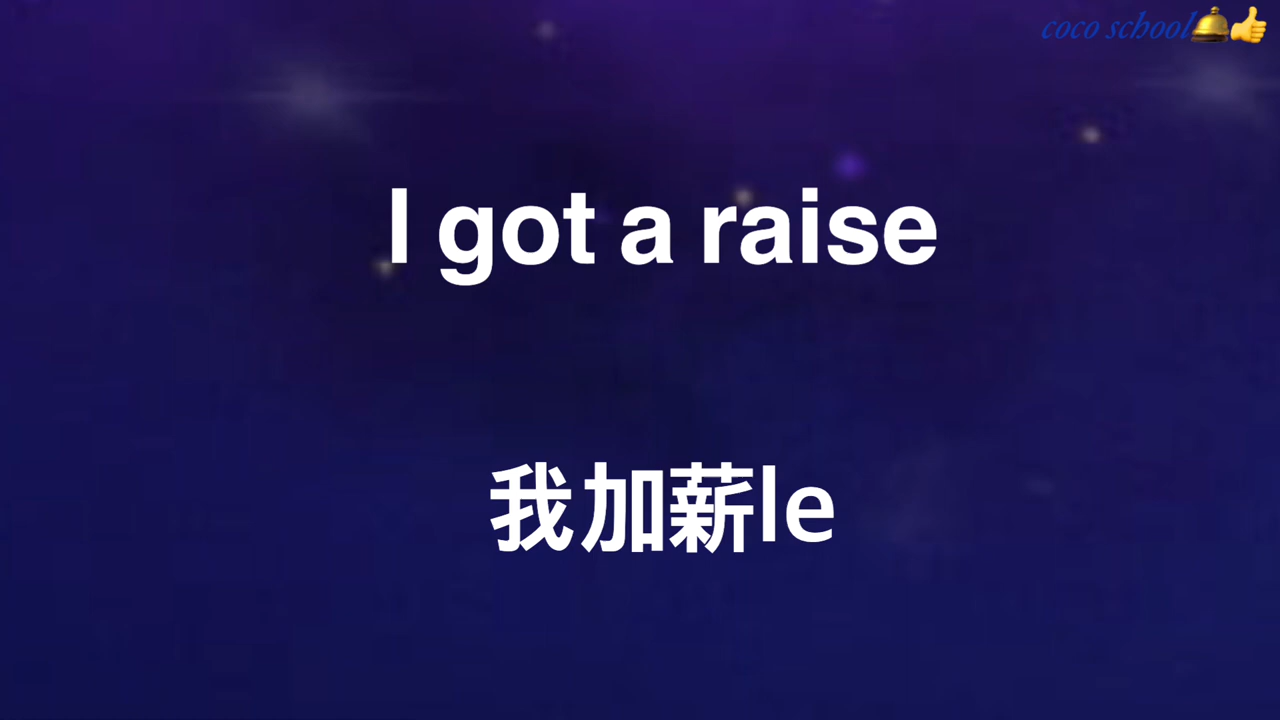 coco school🛎️👍
I got a raise
我加薪le